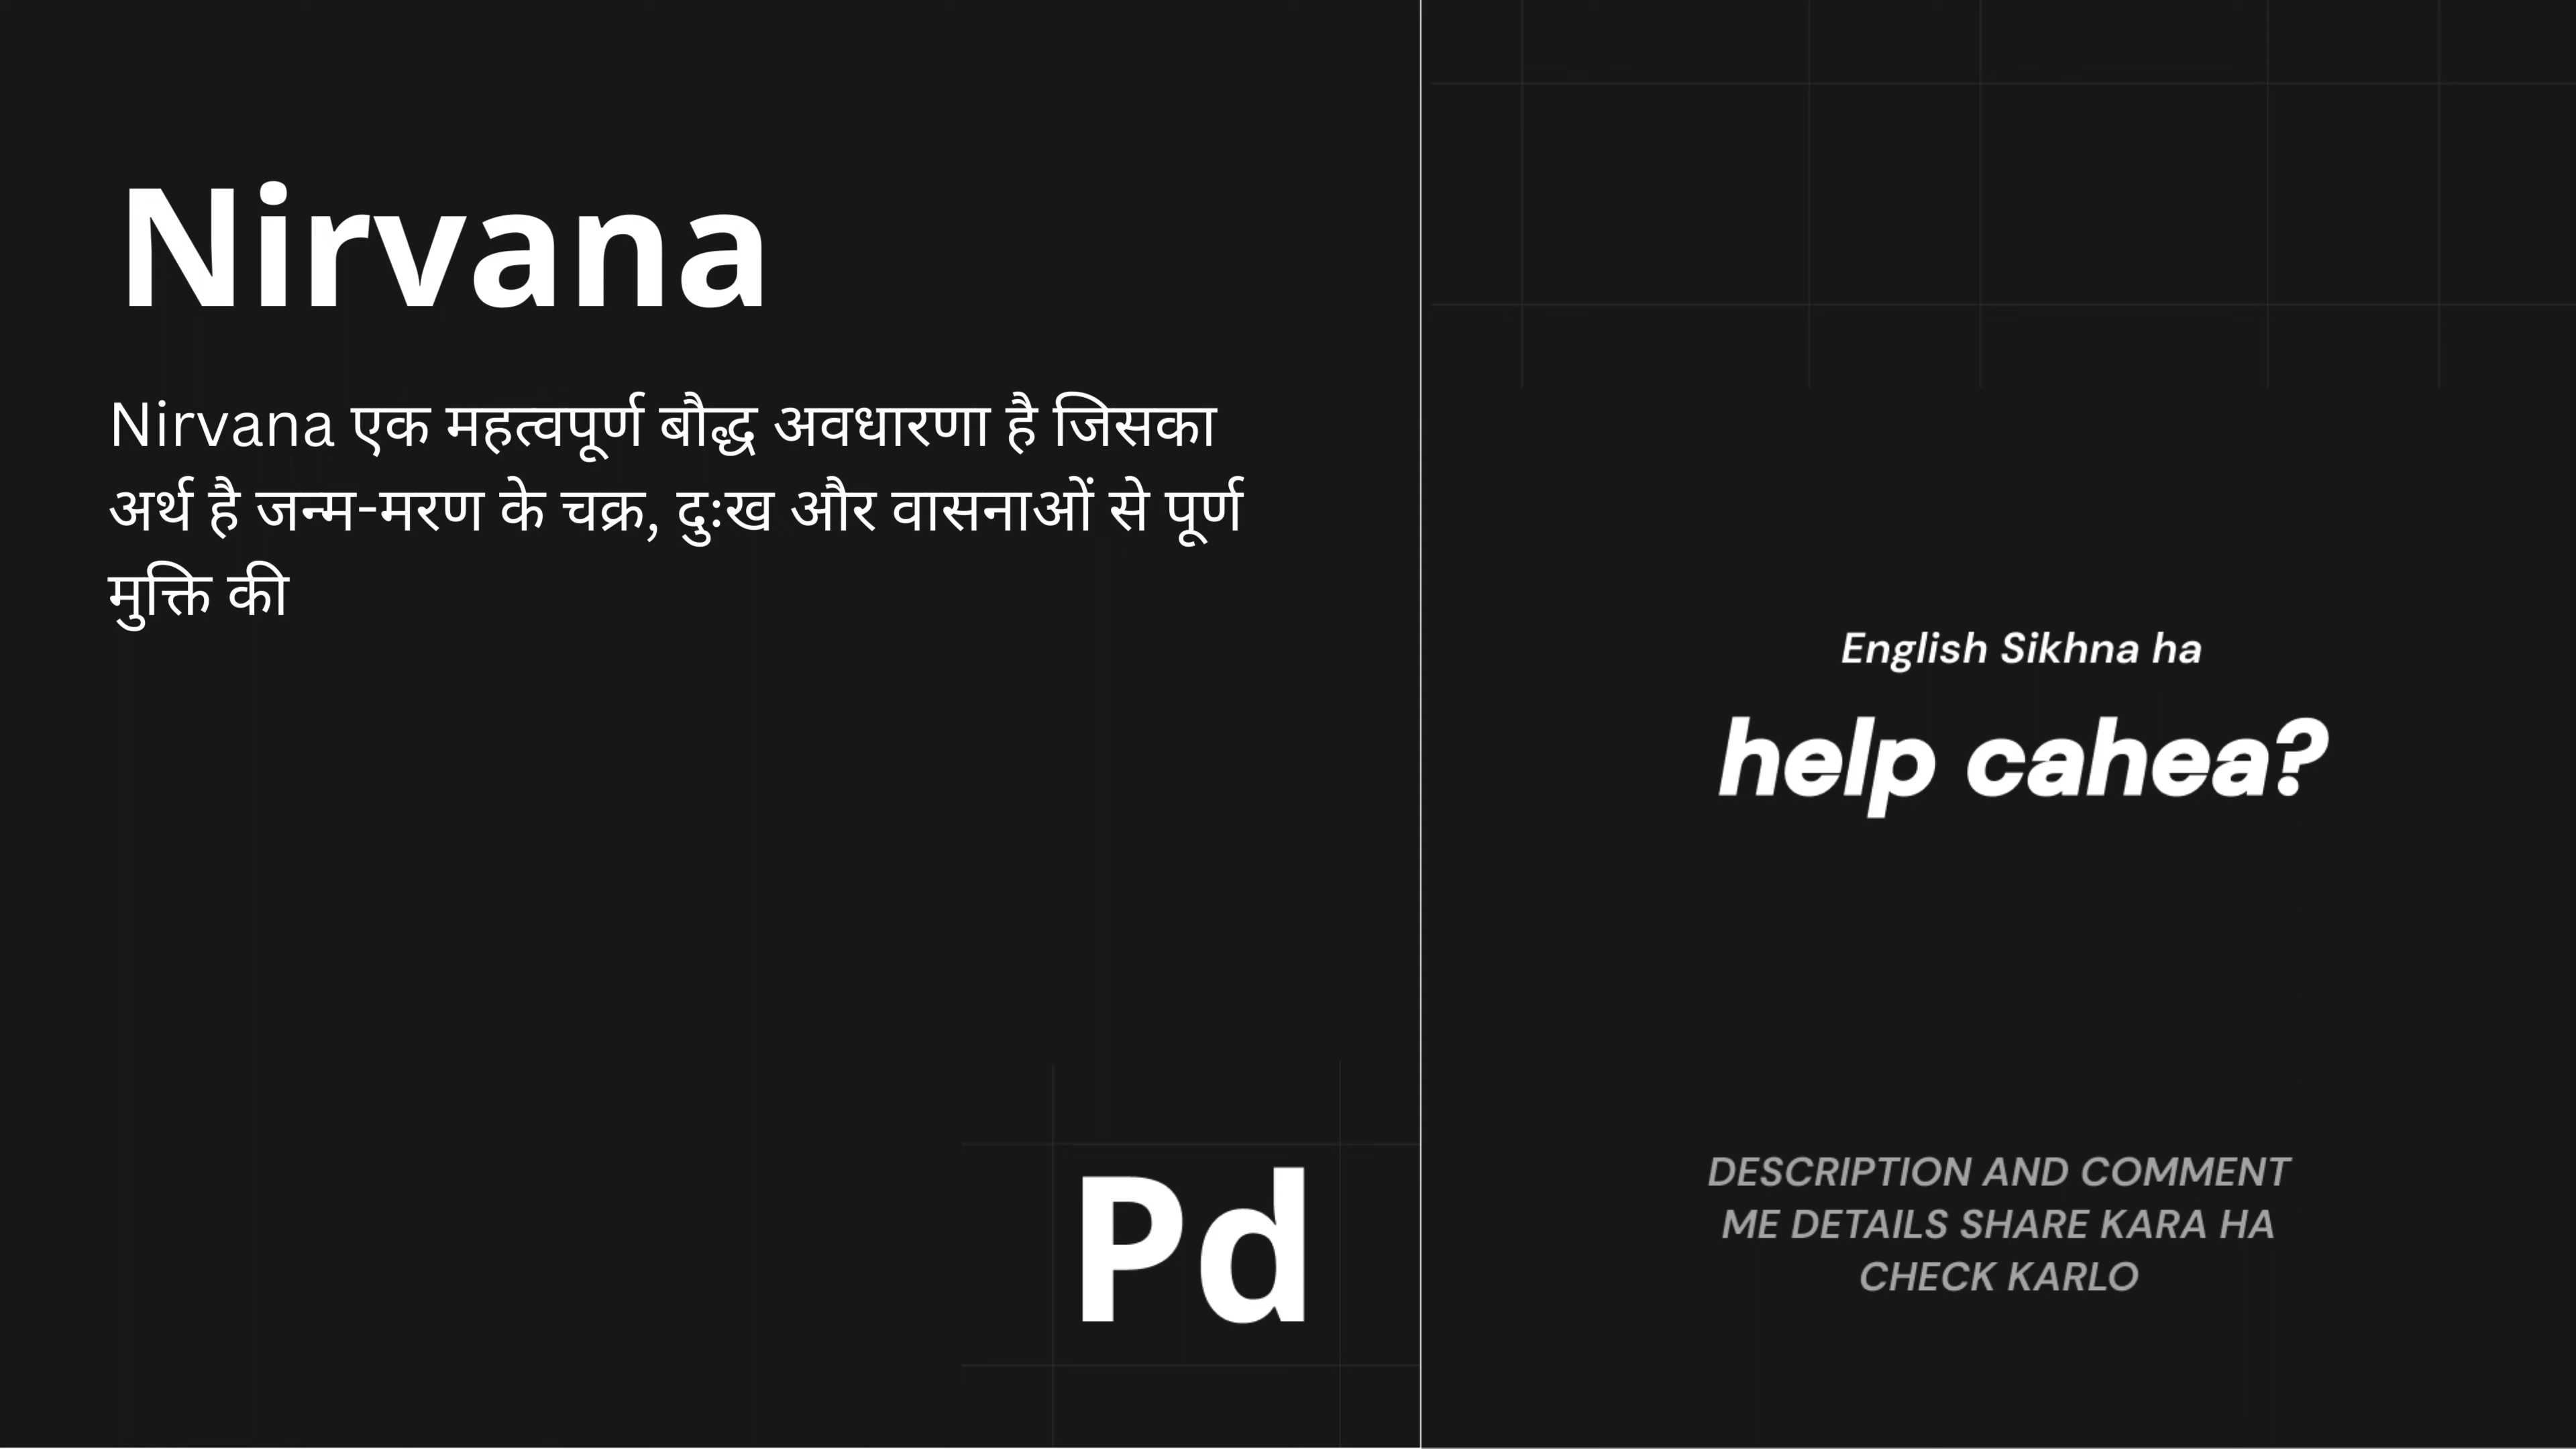 Nirvana
Nirvana एक महत्वपूर्ण बौद्ध अवधारणा है जिसका
अर्थ है जन्म-मरण के चक्र, दुःख और वासनाओं से पूर्ण
मुक्ति की
Pd
English Sikhna ha
help cahea?
DESCRIPTION AND COMMENT
ME DETAILS SHARE KARA HA
CHECK KARLO